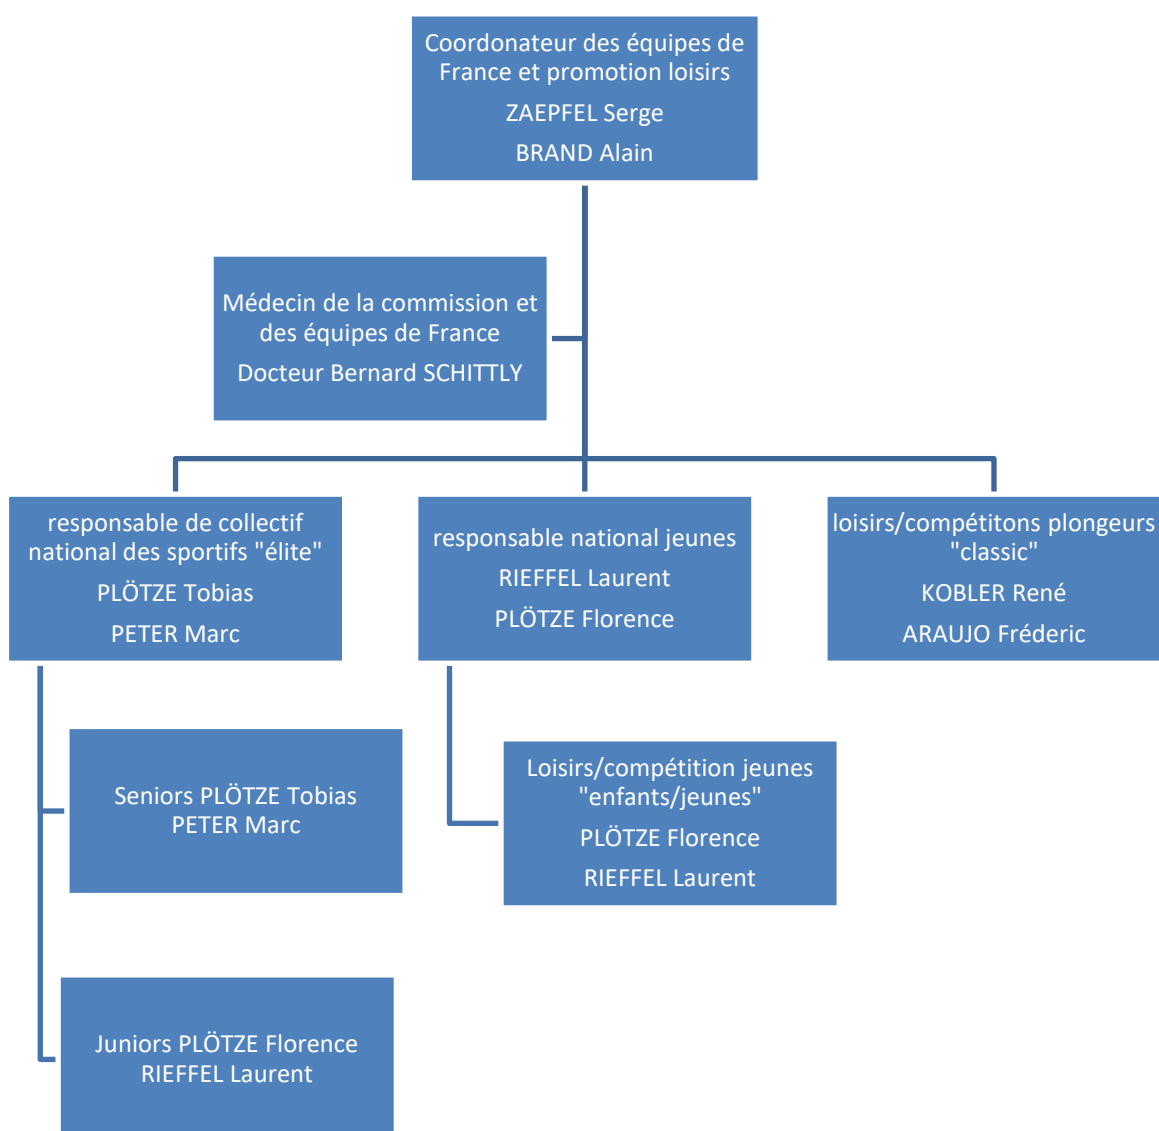 Coordonateur des équipes de
France et promotion loisirs
ZAEPFEL Serge
BRAND Alain
Médecin de la commission et
des équipes de France
Docteur Bernard SCHITTLY
responsable de collectif
national des sportifs "élite"
PLÖTZE Tobias
PETER Marc
responsable national jeunes
RIEFFEL Laurent
PLÖTZE Florence
loisirs/compétitons plongeurs
"classic"
KOBLER René
ARAUJO Fréderic
Seniors PLÖTZE Tobias
PETER Marc
Loisirs/compétition jeunes
"enfants/jeunes"
PLÖTZE Florence
RIEFFEL Laurent
Juniors PLÖTZE Florence
RIEFFEL Laurent